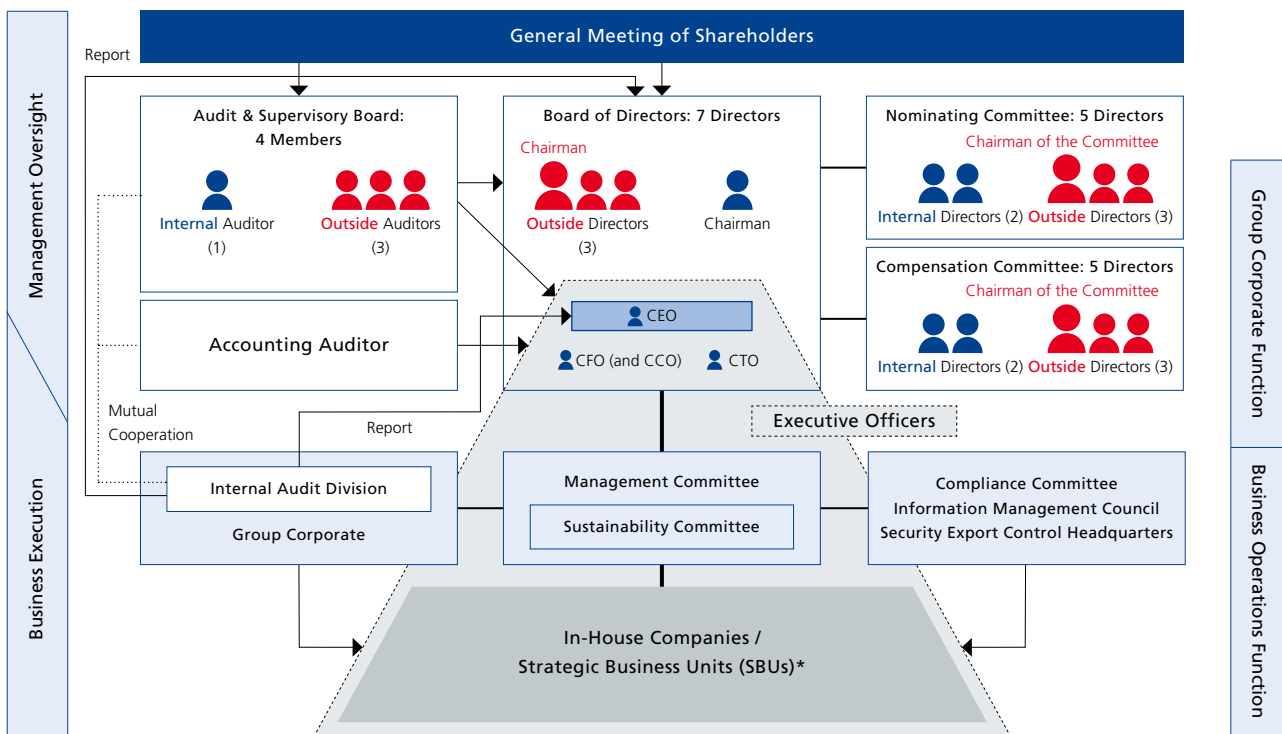 General Meeting of Shareholders
Report
Management Oversight
Business Execution
Audit & Supervisory Board:
4 Members
Internal Auditor
(1)
Outside Auditors
(3)
Board of Directors: 7 Directors
Chairman
Outside Directors
(3)
Chairman
Nominating Committee: 5 Directors
Chairman of the Committee
Internal Directors (2)
Outside Directors (3)
Compensation Committee: 5 Directors
Chairman of the Committee
Internal Directors (2)
Outside Directors (3)
Group Corporate Function
Business Operations Function
Accounting Auditor
CEO
CFO (and CCO)
CTO
Mutual
Cooperation
Report
Executive Officers
Internal Audit Division
Group Corporate
Management Committee
Sustainability Committee
Compliance Committee
Information Management Council
Security Export Control Headquarters
In-House Companies /
Strategic Business Units (SBUs)*